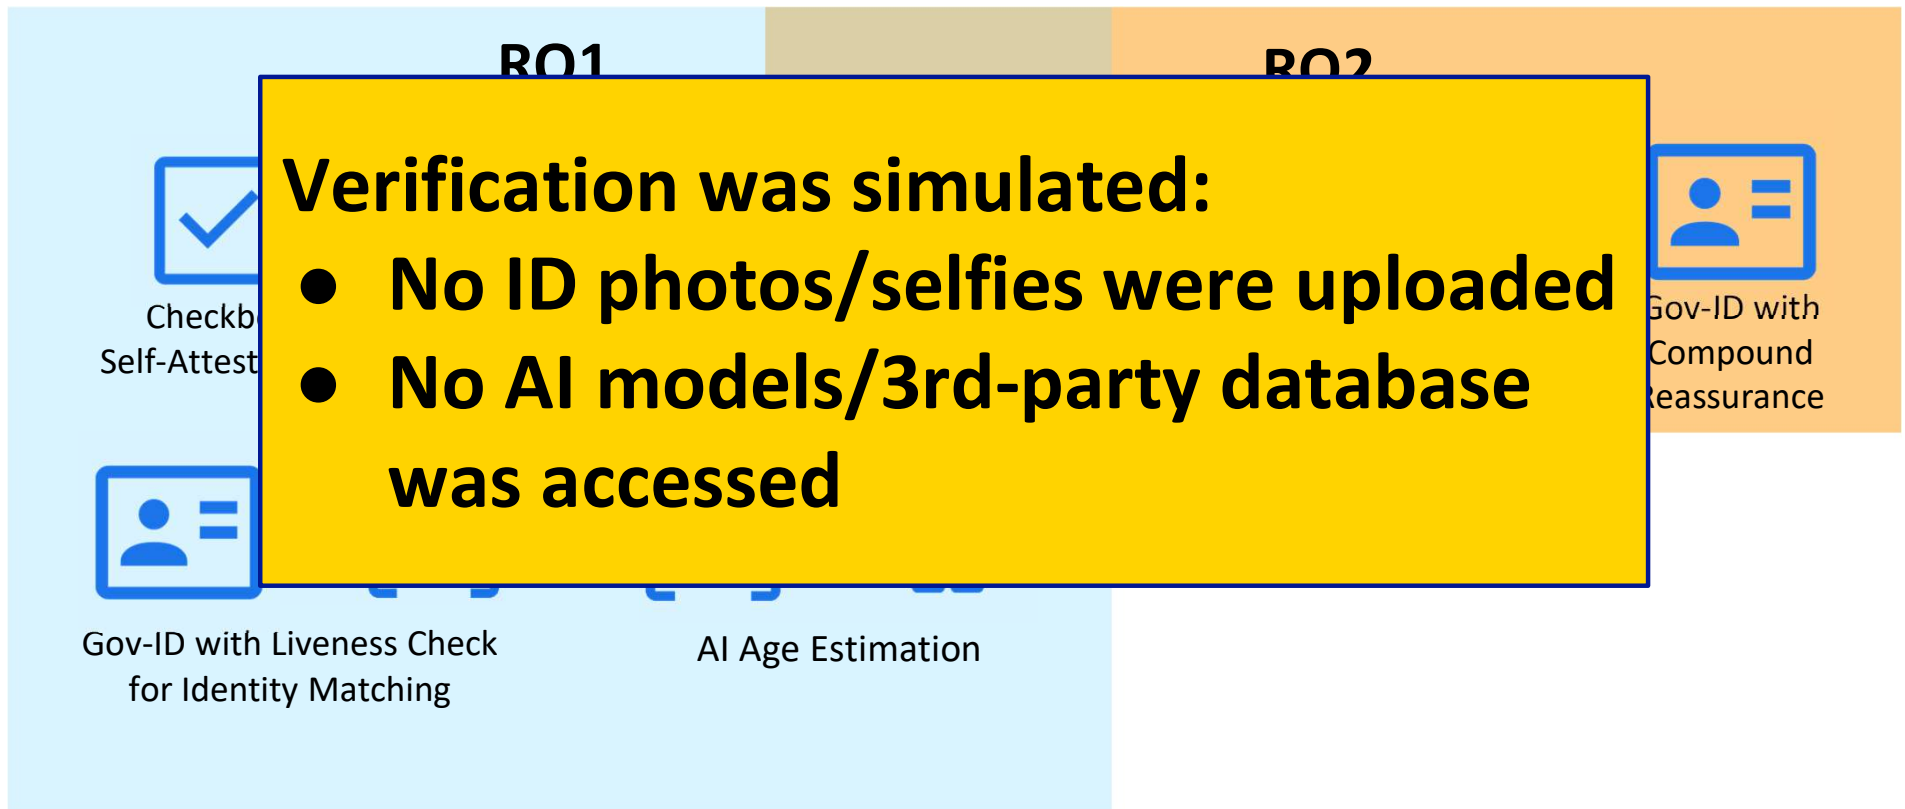 RQ1
RQ2
Verification was simulated:
● No ID photos/selfies were uploaded
● No AI models/3rd-party database
was accessed
Checkb
Self-Attest
Gov-ID with
Compound
Reassurance
Gov-ID with Liveness Check
for Identity Matching
AI Age Estimation